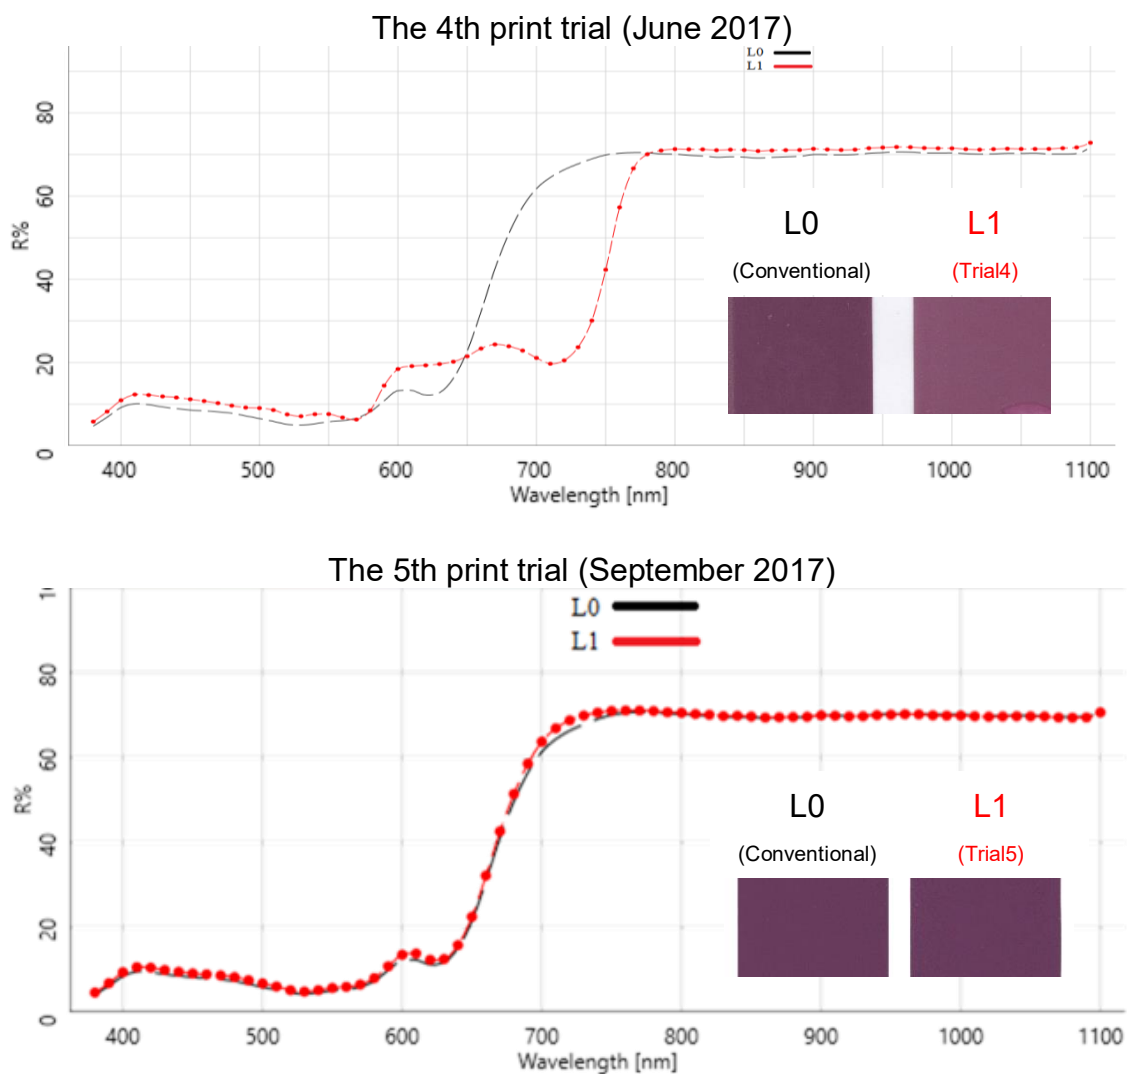 The 4th print trial (June 2017)
L0
L1
80
60
40
20
0
R%
L0 L1
(Conventional) (Trial4)
400 500 600 700 800 900 1000 1100
Wavelength [nm]
The 5th print trial (September 2017)
L0
L1
80
60
40
20
0
R%
L0 L1
(Conventional) (Trial5)
400 500 600 700 800 900 1000 1100
Wavelength [nm]